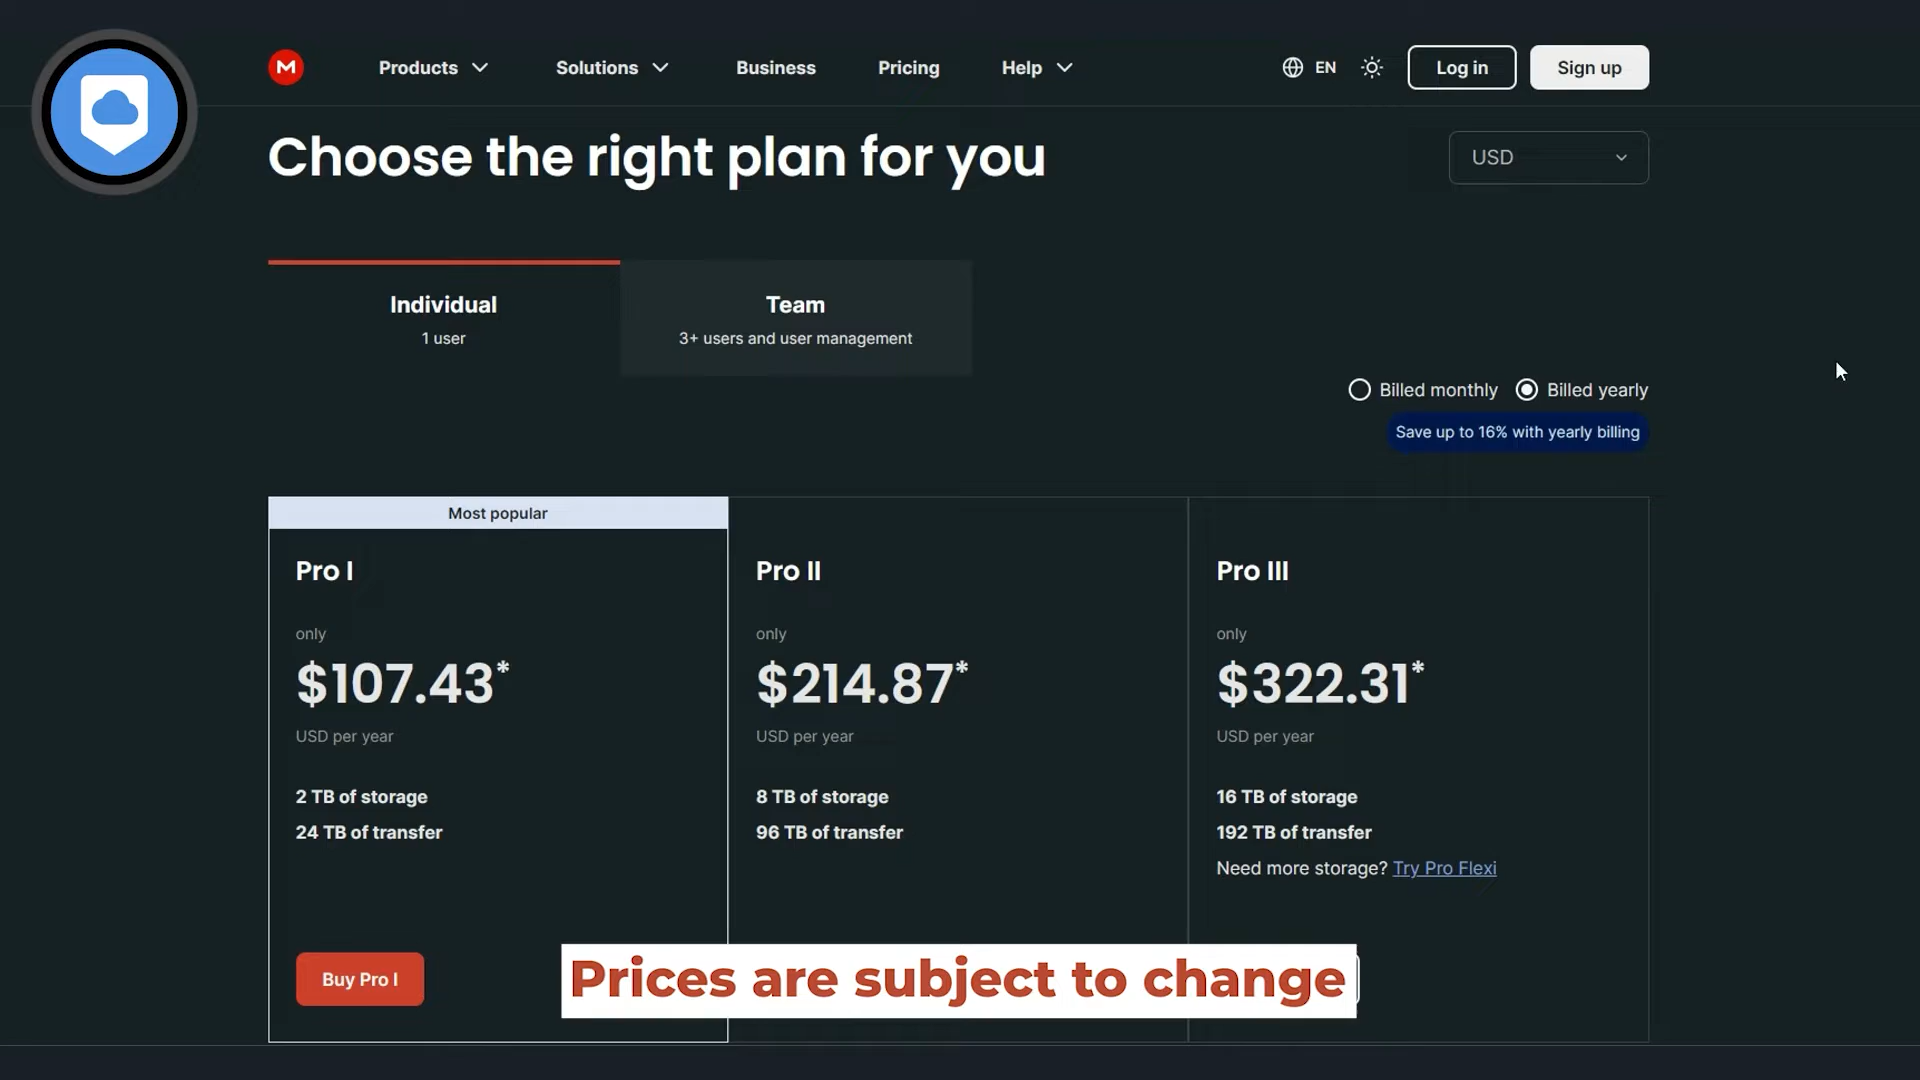 M
Products
Solutions
Business
Pricing
Help
EN
Log in
Sign up
Choose the right plan for you
USD
Individual
1 user
Team
3+ users and user management
Billed monthly
Billed yearly
Save up to 16% with yearly billing
Most popular
Pro I
only
$107.43*
USD per year
2 TB of storage
24 TB of transfer
Buy Pro I
Pro II
only
$214.87*
USD per year
8 TB of storage
96 TB of transfer
Pro III
only
$322.31*
USD per year
16 TB of storage
192 TB of transfer
Need more storage? Try Pro Flexi
Prices are subject to change